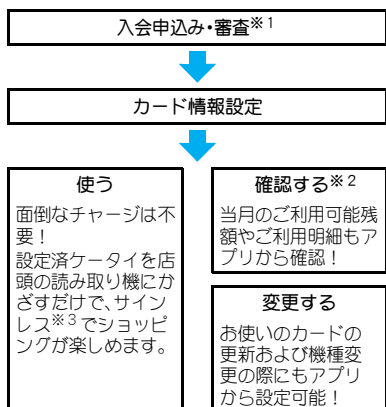 入会申込み・審査※1
カード情報設定
使う
面倒なチャージは不
要！
設定済ケータイを店
頭の読み取り機にか
ざすだけで、サイン
レス※3でショッピ
ングが楽しめます。
確認する※2
当月のご利用可能残
額やご利用明細もア
プリから確認！
変更する
お使いのカードの
更新および機種変
更の際にもアプリ
から設定可能！